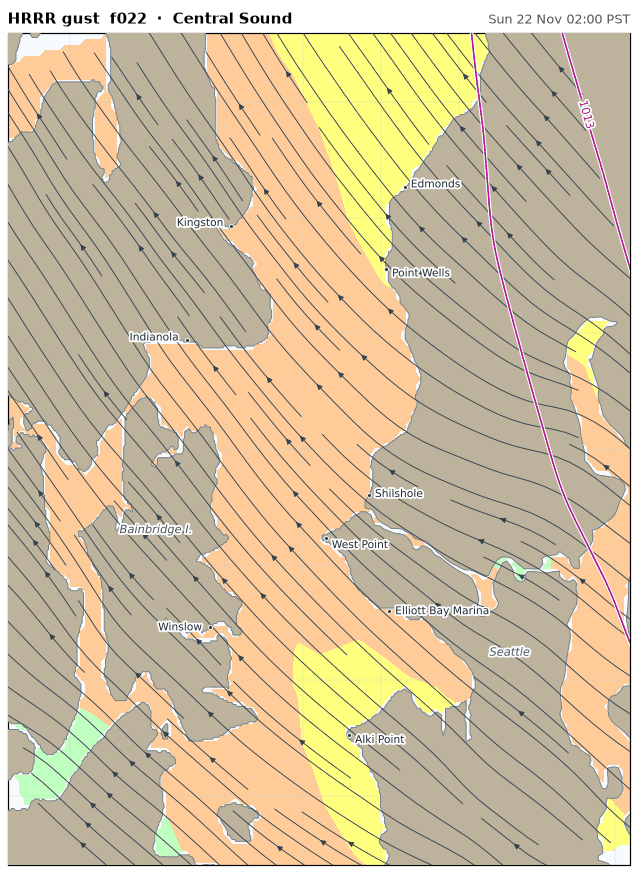 HRRR gust f022 · Central Sound
Sun 22 Nov 02:00 PST
1013
Edmonds
Kingston
Point Wells
Indianola
Shilshole
Bainbridge I.
West Point
Elliott Bay Marina
Winslow
Seattle
Alki Point